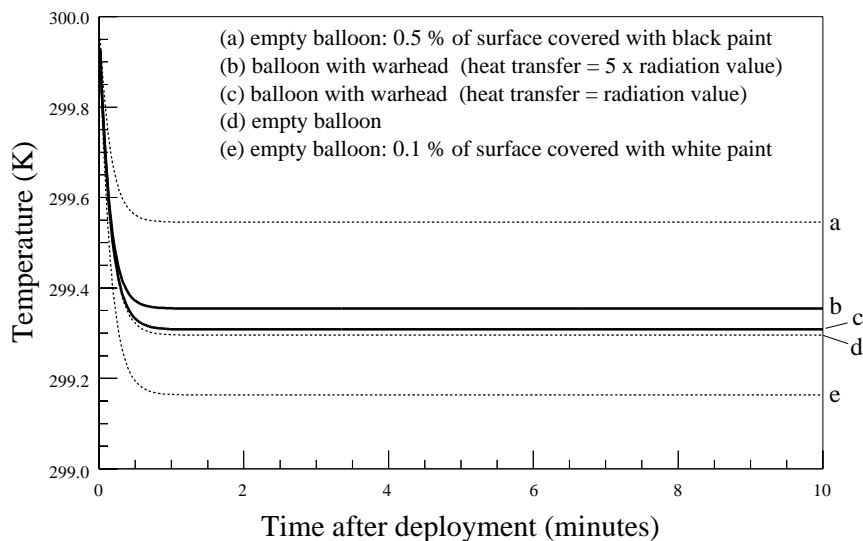 300.0
(a) empty balloon: 0.5 % of surface covered with black paint
(b) balloon with warhead (heat transfer = 5 x radiation value)
(c) balloon with warhead (heat transfer = radiation value)
(d) empty balloon
(e) empty balloon: 0.1 % of surface covered with white paint
299.8
299.6
299.4
299.2
299.0
Temperature (K)
a
b
c
d
e
0 2 4 6 8 10
Time after deployment (minutes)